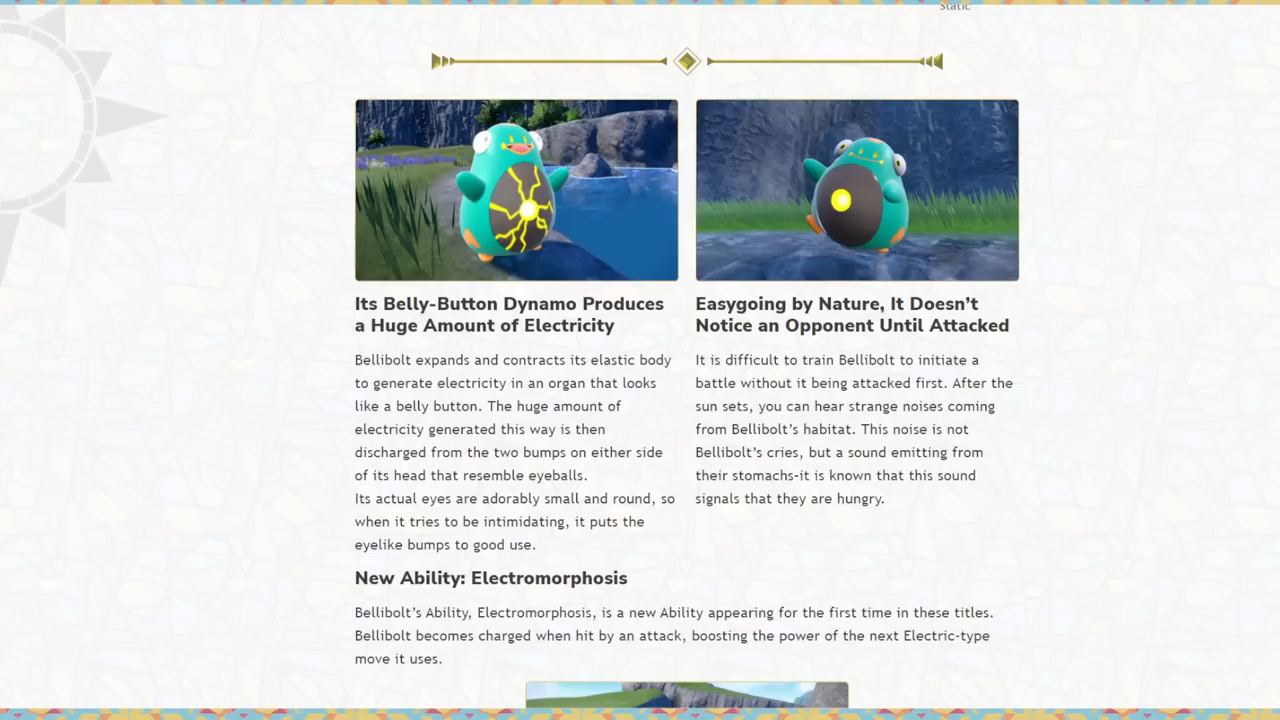 Static
Its Belly-Button Dynamo Produces
a Huge Amount of Electricity
Bellibolt expands and contracts its elastic body
to generate electricity in an organ that looks
like a belly button. The huge amount of
electricity generated this way is then
discharged from the two bumps on either side
of its head that resemble eyeballs.
Its actual eyes are adorably small and round, so
when it tries to be intimidating, it puts the
eyelike bumps to good use.
Easygoing by Nature, It Doesn’t
Notice an Opponent Until Attacked
It is difficult to train Bellibolt to initiate a
battle without it being attacked first. After the
sun sets, you can hear strange noises coming
from Bellibolt’s habitat. This noise is not
Bellibolt’s cries, but a sound emitting from
their stomachs–it is known that this sound
signals that they are hungry.
New Ability: Electromorphosis
Bellibolt’s Ability, Electromorphosis, is a new Ability appearing for the first time in these titles.
Bellibolt becomes charged when hit by an attack, boosting the power of the next Electric-type
move it uses.